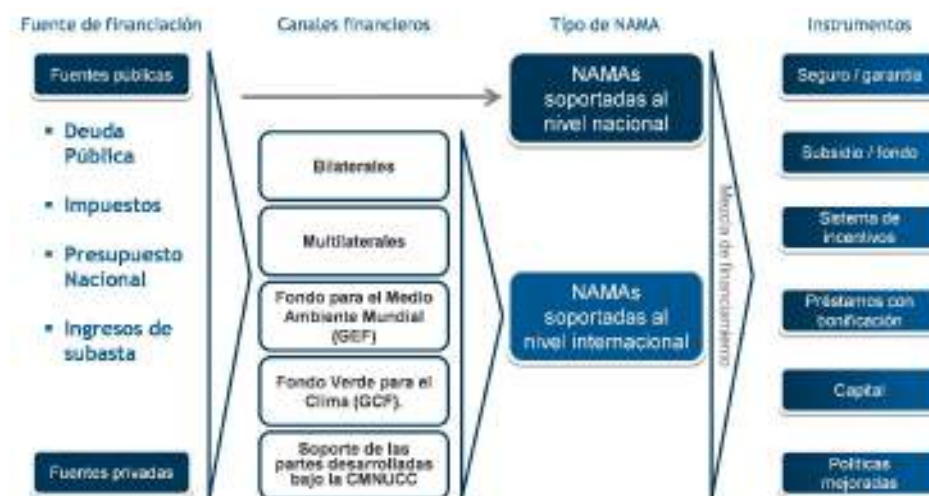 Fuente de financiación
Canales financieros
Tipo de NAMA
Instrumentos
Fuentes públicas
▪ Deuda
Pública
▪ Impuestos
▪ Presupuesto
Nacional
▪ Ingresos de
subasta
Fuentes privadas
Bilaterales
Multilaterales
Fondo para el Medio
Ambiente Mundial
(GEF)
Fondo Verde para el
Clima (GCF).
Soporte de las
partes desarrolladas
bajo la CMNUCC
NAMAs
soportadas al
nivel nacional
NAMAs
soportadas al
nivel internacional
Mezcla de financiamiento
Seguro / garantía
Subsidio / fondo
Sistema de
incentivos
Préstamos con
bonificación
Capital
Políticas
mejoradas